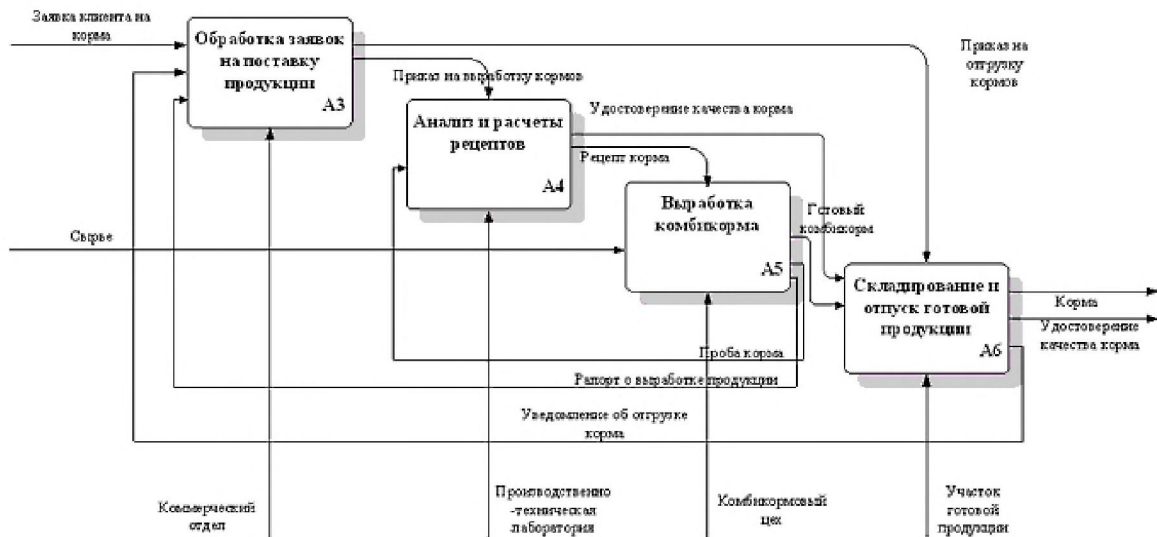 Заявка клиента на
корма
Обработка заявок
на поставку
продукции
A3
Приказ на
отгрузку
кормов
Приказ на выработку кормов
Анализ и расчеты
рецептов
A4
Удостоверение качества корма
Рецепт корма
Выработка
комбикорма
A5
Готовый
комбикорм
Сырье
Складирование и
отпуск готовой
продукции
A6
Корма
Удостоверение
качества корма
Проба корма
Рапорт о выработке продукции
Уведомление об отгрузке
корма
Коммерческий
отдел
Производственно
-техническая
лаборатория
Комбикормовый
цех
Участок
готовой
продукции